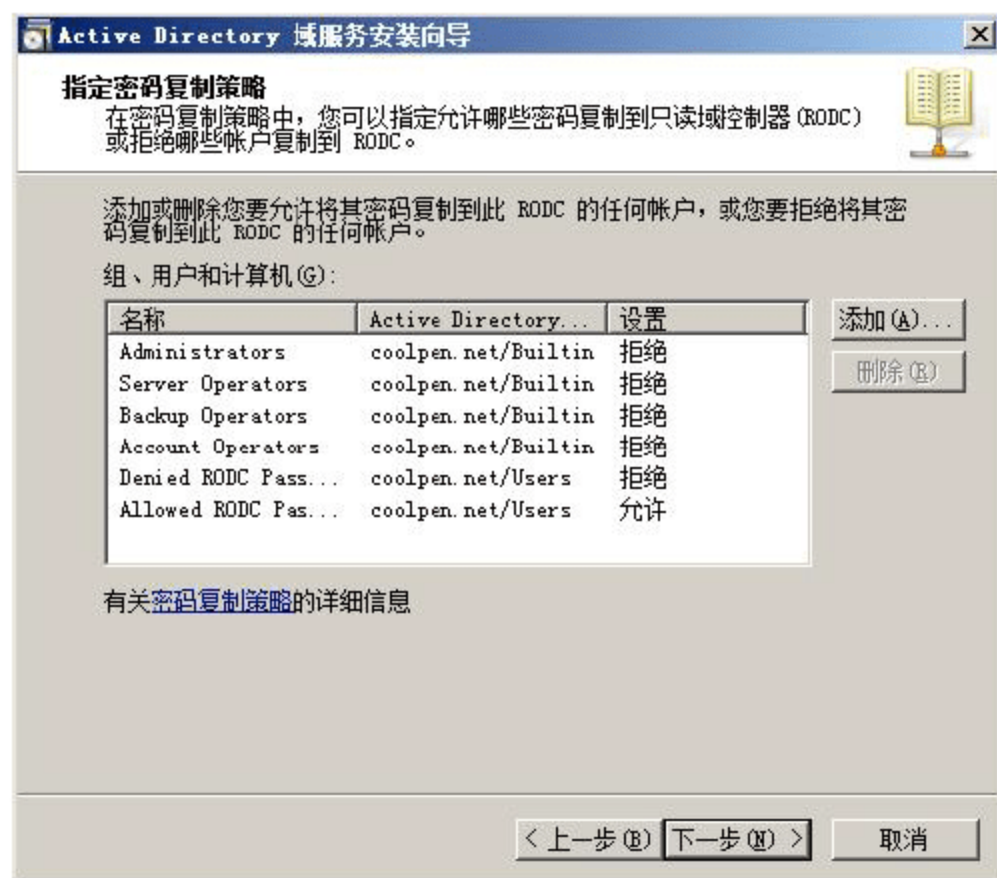 Active Directory 域服务安装向导
指定密码复制策略
在密码复制策略中，您可以指定允许哪些密码复制到只读域控制器(RODC)
或拒绝哪些帐户复制到 RODC。
添加或删除您要允许将其密码复制到此 RODC 的任何帐户，或您要拒绝将其密
码复制到此 RODC 的任何帐户。
组、用户和计算机(G):
名称 Active Directory... 设置
Administrators coolpen.net/Builtin 拒绝
Server Operators coolpen.net/Builtin 拒绝
Backup Operators coolpen.net/Builtin 拒绝
Account Operators coolpen.net/Builtin 拒绝
Denied RODC Pass... coolpen.net/Users 拒绝
Allowed RODC Pas... coolpen.net/Users 允许
添加(A)...
删除(R)
有关密码复制策略的详细信息
< 上一步(B) 下一步(N) > 取消